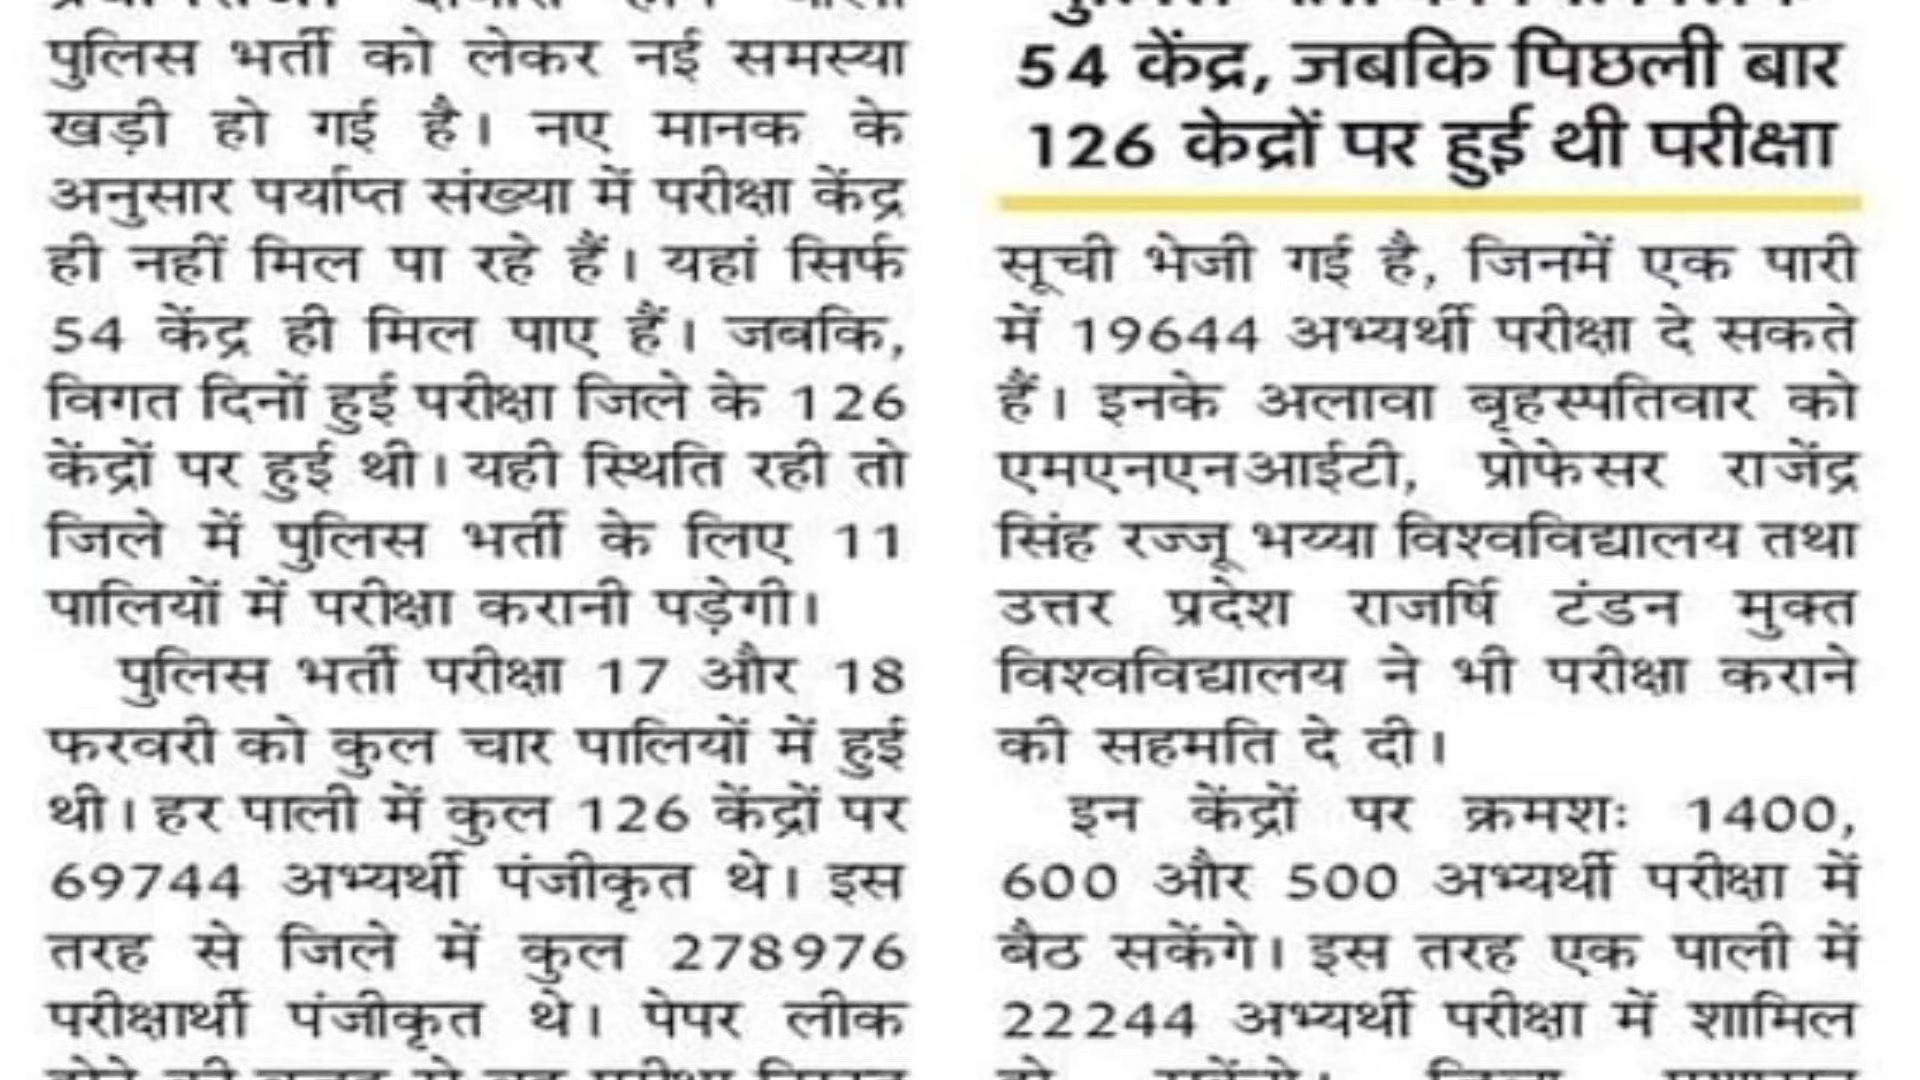 पुलिस भर्ती को लेकर नई समस्या
खड़ी हो गई है। नए मानक के
अनुसार पर्याप्त संख्या में परीक्षा केंद्र
ही नहीं मिल पा रहे हैं। यहां सिर्फ
54 केंद्र ही मिल पाए हैं। जबकि,
विगत दिनों हुई परीक्षा जिले के 126
केंद्रों पर हुई थी। यही स्थिति रही तो
जिले में पुलिस भर्ती के लिए 11
पालियों में परीक्षा करानी पड़ेगी।
पुलिस भर्ती परीक्षा 17 और 18
फरवरी को कुल चार पालियों में हुई
थी। हर पाली में कुल 126 केंद्रों पर
69744 अभ्यर्थी पंजीकृत थे। इस
तरह से जिले में कुल 278976
परीक्षार्थी पंजीकृत थे। पेपर लीक
54 केंद्र, जबकि पिछली बार
126 केद्रों पर हुई थी परीक्षा
सूची भेजी गई है, जिनमें एक पारी
में 19644 अभ्यर्थी परीक्षा दे सकते
हैं। इनके अलावा बृहस्पतिवार को
एमएनएनआईटी, प्रोफेसर राजेंद्र
सिंह रज्जू भय्या विश्वविद्यालय तथा
उत्तर प्रदेश राजर्षि टंडन मुक्त
विश्वविद्यालय ने भी परीक्षा कराने
की सहमति दे दी।
इन केंद्रों पर क्रमशः 1400,
600 और 500 अभ्यर्थी परीक्षा में
बैठ सकेंगे। इस तरह एक पाली में
22244 अभ्यर्थी परीक्षा में शामिल